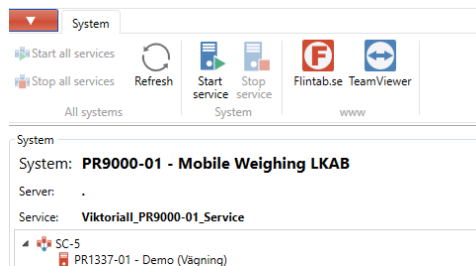 System
Start all services
Stop all services
Refresh
Start service
Stop service
Flintab.se
TeamViewer
All systems
System
www
System
System: PR9000-01 - Mobile Weighing LKAB
Server: .
Service: Viktoriall_PR9000-01_Service
SC-5
PR1337-01 - Demo (Vägning)